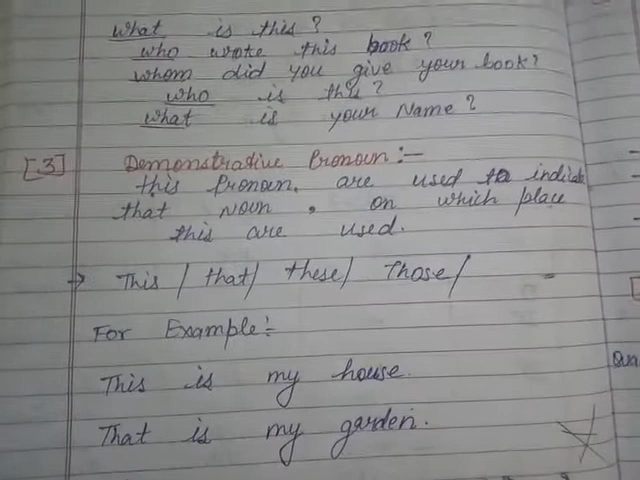 what is this?
who wrote this book?
whom did you give your book?
who is this?
what is your Name?
[3] Demonstrative Pronoun:-
this Pronoun. are used to indicate
that Noun, on which place
this are used.
→ This / that / these / Those /
For Example:-
This is my house.
That is my garden.
Qua